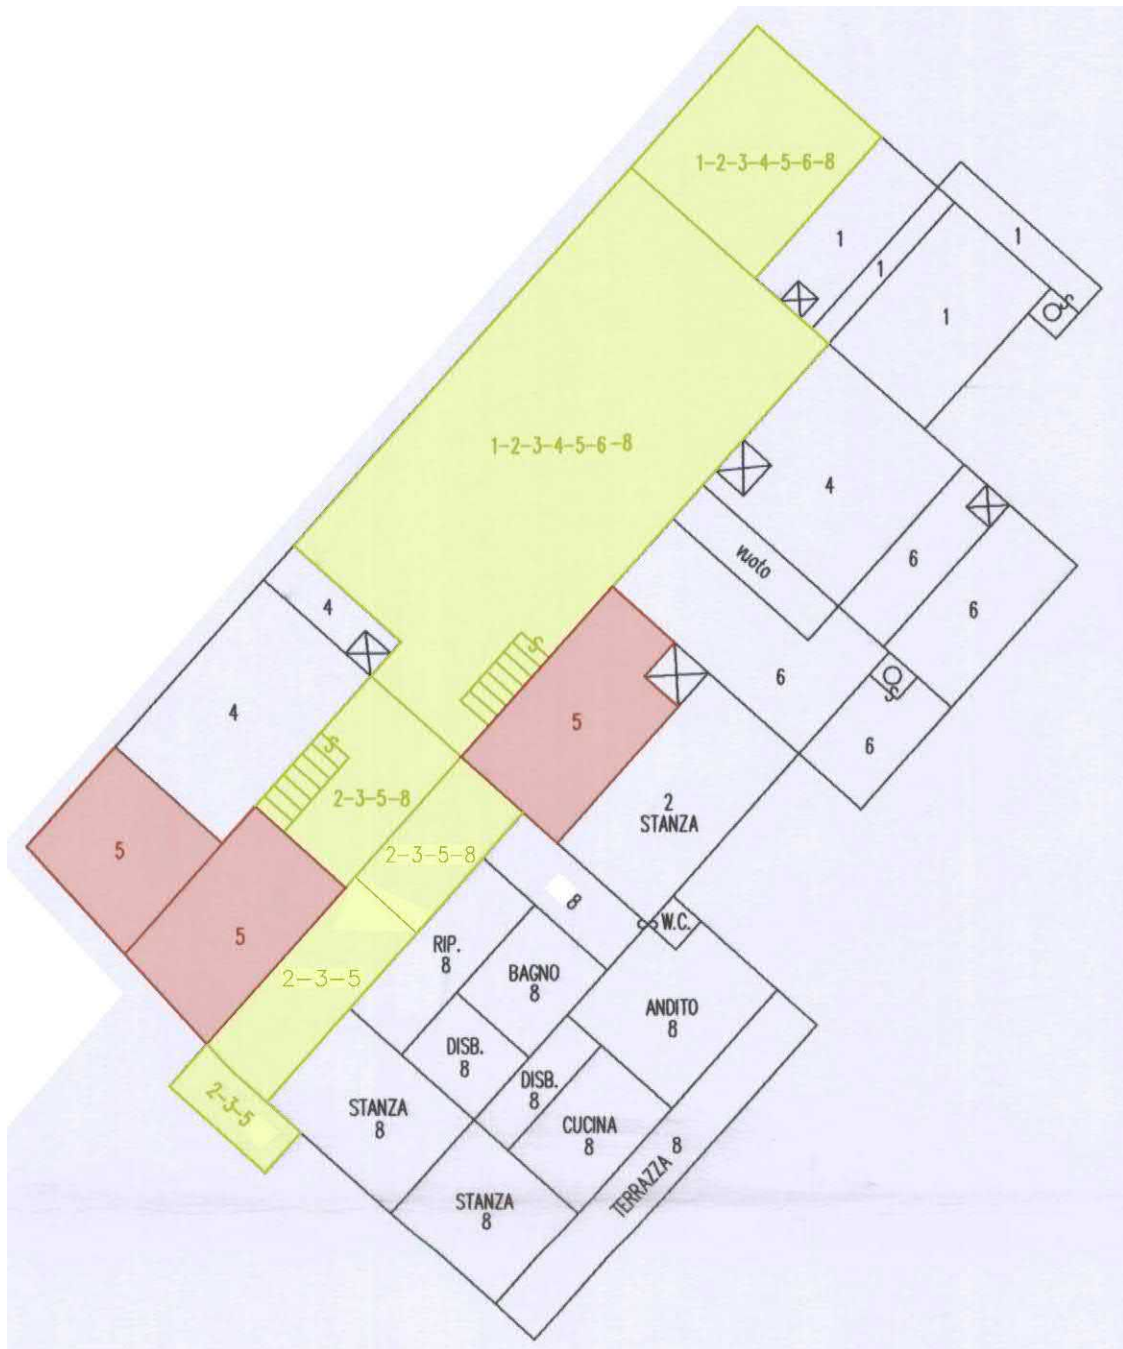 1-2-3-4-5-6-8
1
1
1
1
1-2-3-4-5-6-8
4
vuoto
6
6
4
S
6
S
4
5
S
6
S
2-3-5-8
2
STANZA
5
2-3-5-8
8
W.C.
5
RIP.
8
BAGNO
8
2-3-5
ANDITO
8
DISB.
8
DISB.
8
2-3-5
STANZA
8
CUCINA
8
TERRAZZA 8
STANZA
8